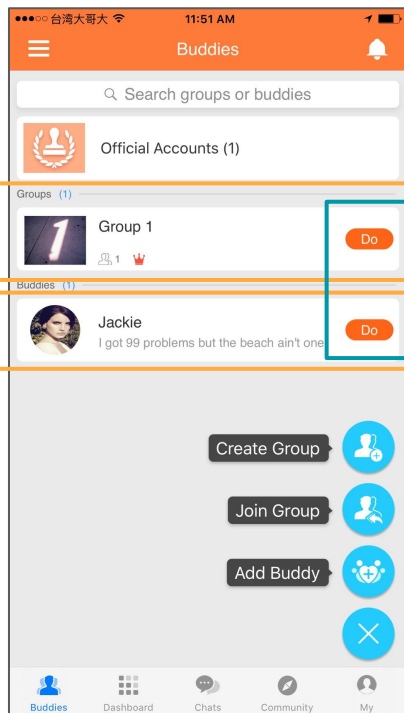 台湾大哥大
11:51 AM
Buddies
Search groups or buddies
Official Accounts (1)
Groups (1)
1
Group 1
1
Do
Buddies (1)
Jackie
I got 99 problems but the beach ain't one
Do
Create Group
Join Group
Add Buddy
Buddies
Dashboard
Chats
Community
My